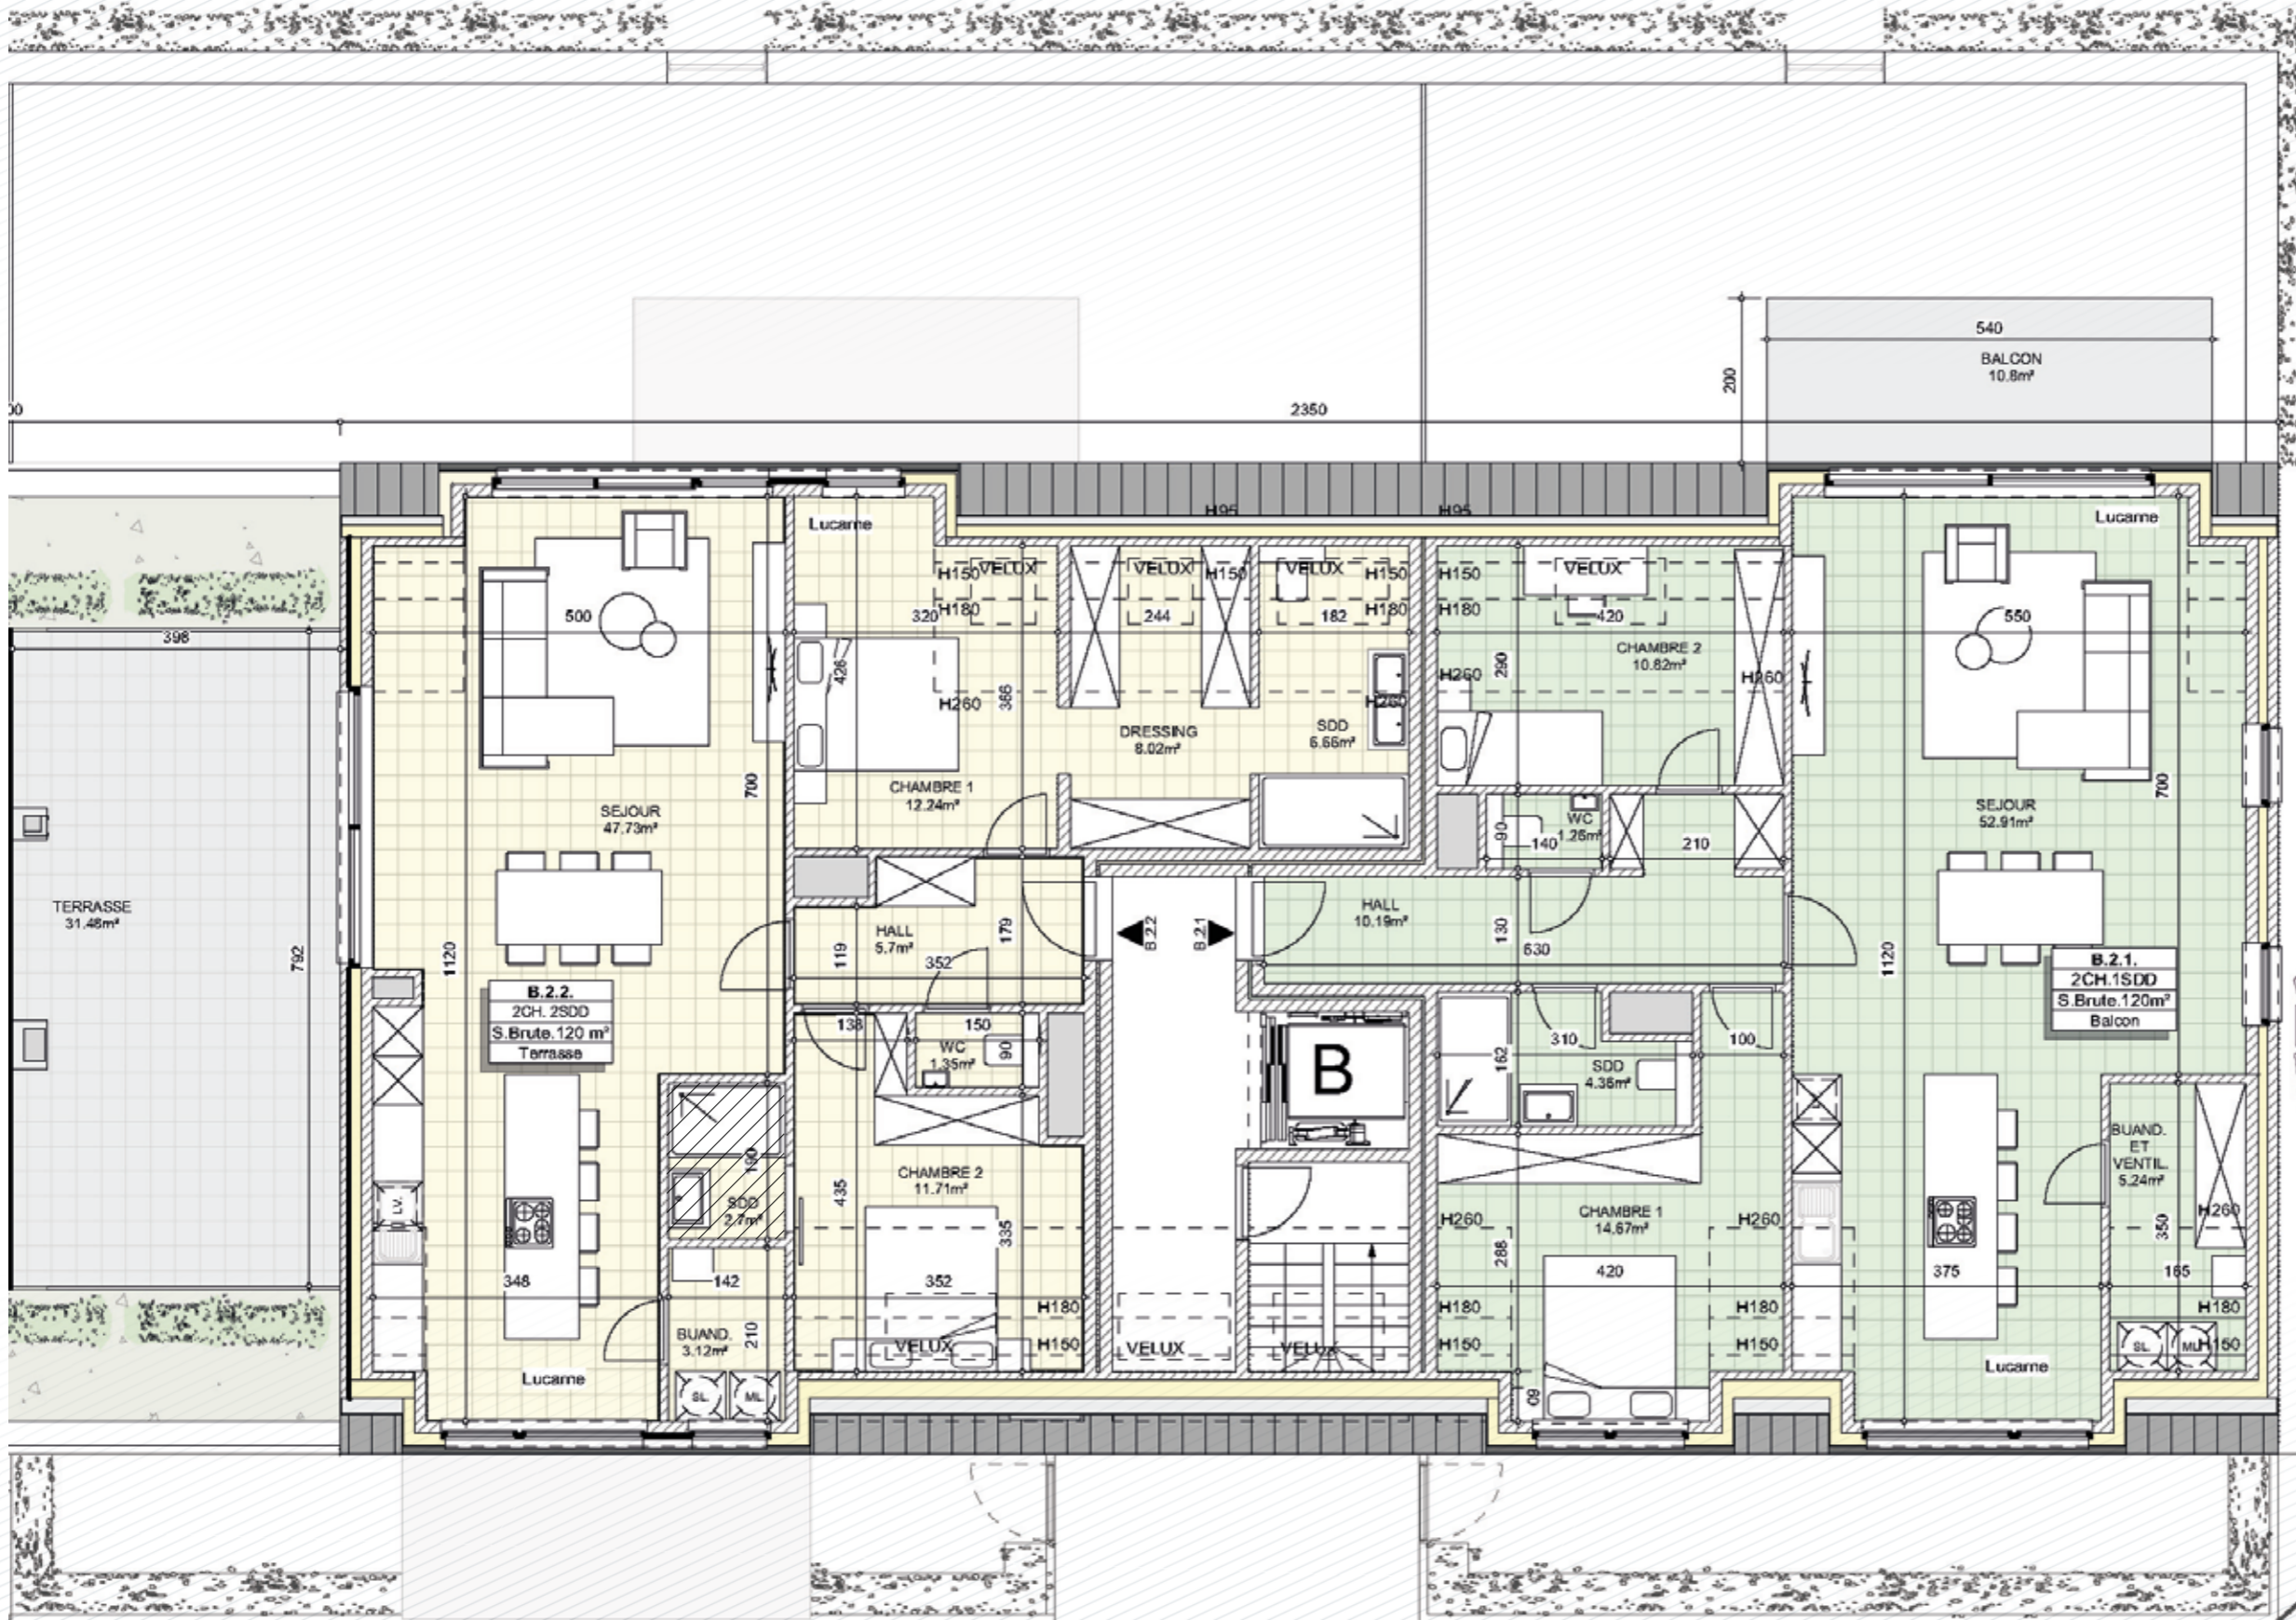 540
BALCON
10.8m²
200
00
2350
Lucarne
H95
H95
Lucarne
H150
VELUX
VELUX
H150
VELUX
H150
H150
VELUX
H180
H180
H180
398
500
320
244
182
420
550
CHAMBRE 2
10.82m²
426
366
290
H260
H260
H260
H260
DRESSING
8.02m²
SDD
6.66m²
CHAMBRE 1
12.24m²
700
700
SEJOUR
47.73m²
SEJOUR
52.91m²
WC
1.26m²
90
140
210
TERRASSE
31.48m²
792
1120
HALL
5.7m²
119
179
352
B.2.2
B.2.1
HALL
10.19m²
130
630
1120
B.2.2.
2CH. 2SDD
S.Brute.120 m²
Terrasse
B.2.1.
2CH.1SDD
S.Brute.120m²
Balcon
138
150
WC
1.35m²
90
B
310
100
162
SDD
4.36m²
190
SDD
2.7m²
LV.
CHAMBRE 2
11.71m²
435
335
BUAND.
ET
VENTIL.
5.24m²
H260
CHAMBRE 1
14.67m²
H260
H260
288
350
348
142
352
420
375
165
H180
H180
H180
H180
BUAND.
3.12m²
210
VELUX
H150
VELUX
VELUX
H150
H150
SL.
ML
H150
Lucarne
Lucarne
SL.
ML
60